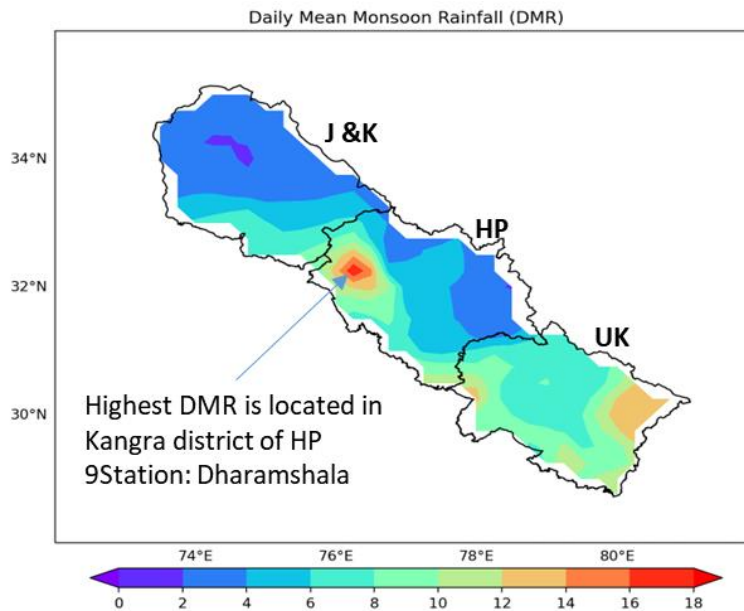 Daily Mean Monsoon Rainfall (DMR)
J &K
34°N
HP
32°N
UK
Highest DMR is located in
30°N
Kangra district of HP
9Station: Dharamshala
74°E 76°E 78°E 80°E
0 2 4 6 8 10 12 14 16 18